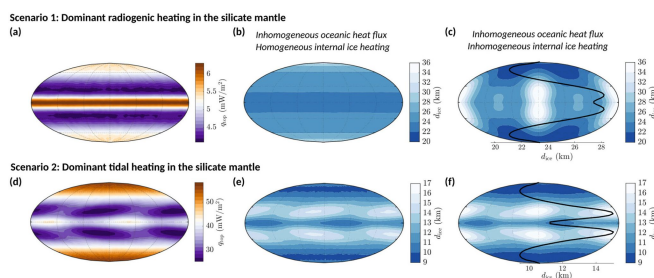 Scenario 1: Dominant radiogenic heating in the silicate mantle
(a)
(b)
Inhomogeneous oceanic heat flux
Homogeneous internal ice heating
(c)
Inhomogeneous oceanic heat flux
Inhomogeneous internal ice heating
6
5
4
q_top (mW/m²)
36
34
32
30
28
26
24
22
20
d_ice (km)
36
34
32
30
28
26
24
22
20
20
22
24
26
28
d_ice (km)
Scenario 2: Dominant tidal heating in the silicate mantle
(d)
(e)
(f)
50
40
30
q_top (mW/m²)
17
16
15
14
13
12
11
10
9
d_ice (km)
17
16
15
14
13
12
11
10
9
10
12
14
d_ice (km)